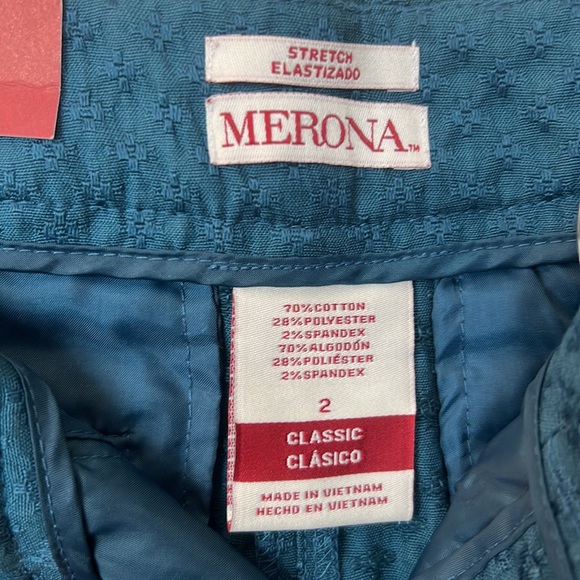 STRETCH
ELASTIZADO
MERONA™
70% COTTON
28% POLYESTER
2% SPANDEX
70% ALGODÓN
28% POLIÉSTER
2% SPANDEX
2
CLASSIC
CLÁSICO
MADE IN VIETNAM
HECHO EN VIETNAM